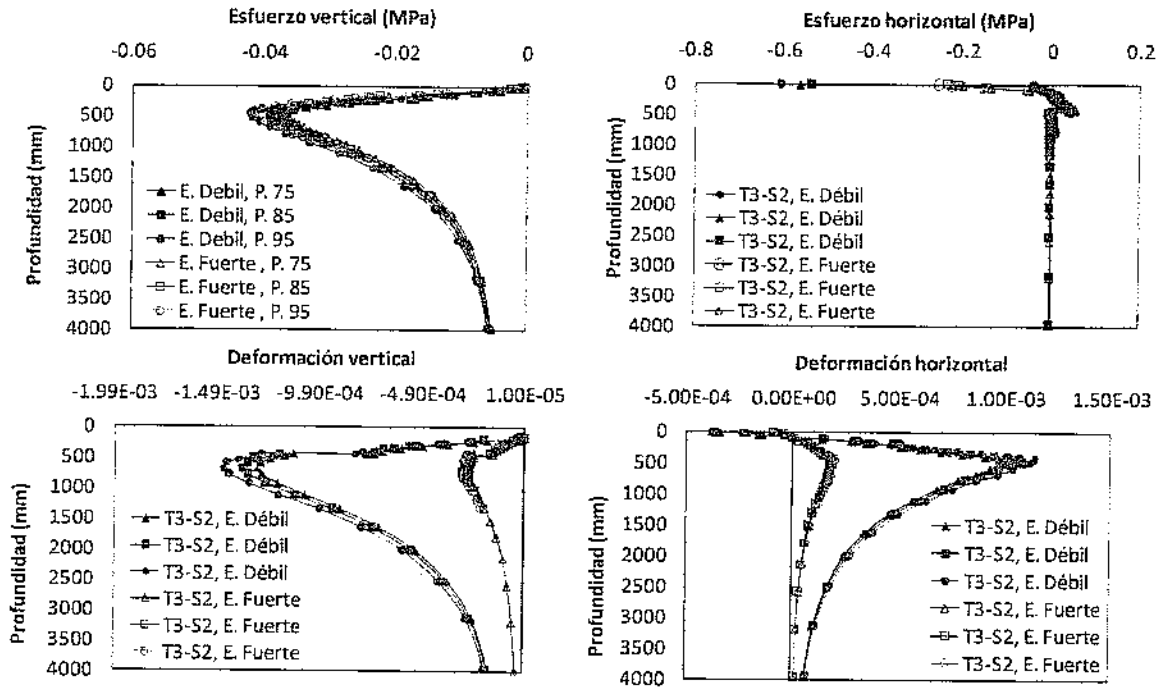 Esfuerzo vertical (MPa)
-0.06 -0.04 -0.02 0
Profundidad (mm)
0
500
1000
1500
2000
2500
3000
3500
4000
E. Debil, P. 75
E. Debil, P. 85
E. Debil, P. 95
E. Fuerte , P. 75
E. Fuerte , P. 85
E. Fuerte , P. 95
Esfuerzo horizontal (MPa)
-0.8 -0.6 -0.4 -0.2 0 0.2
Profundidad (mm)
0
500
1000
1500
2000
2500
3000
3500
4000
T3-S2, E. Débil
T3-S2, E. Débil
T3-S2, E. Débil
T3-S2, E. Fuerte
T3-S2, E. Fuerte
T3-S2, E. Fuerte
Deformación vertical
-1.99E-03 -1.49E-03 -9.90E-04 -4.90E-04 1.00E-05
Profundidad (mm)
0
500
1000
1500
2000
2500
3000
3500
4000
T3-S2, E. Débil
T3-S2, E. Débil
T3-S2, E. Débil
T3-S2, E. Fuerte
T3-S2, E. Fuerte
T3-S2, E. Fuerte
Deformación horizontal
-5.00E-04 0.00E+00 5.00E-04 1.00E-03 1.50E-03
Profundidad (mm)
0
500
1000
1500
2000
2500
3000
3500
4000
T3-S2, E. Débil
T3-S2, E. Débil
T3-S2, E. Débil
T3-S2, E. Fuerte
T3-S2, E. Fuerte
T3-S2, E. Fuerte